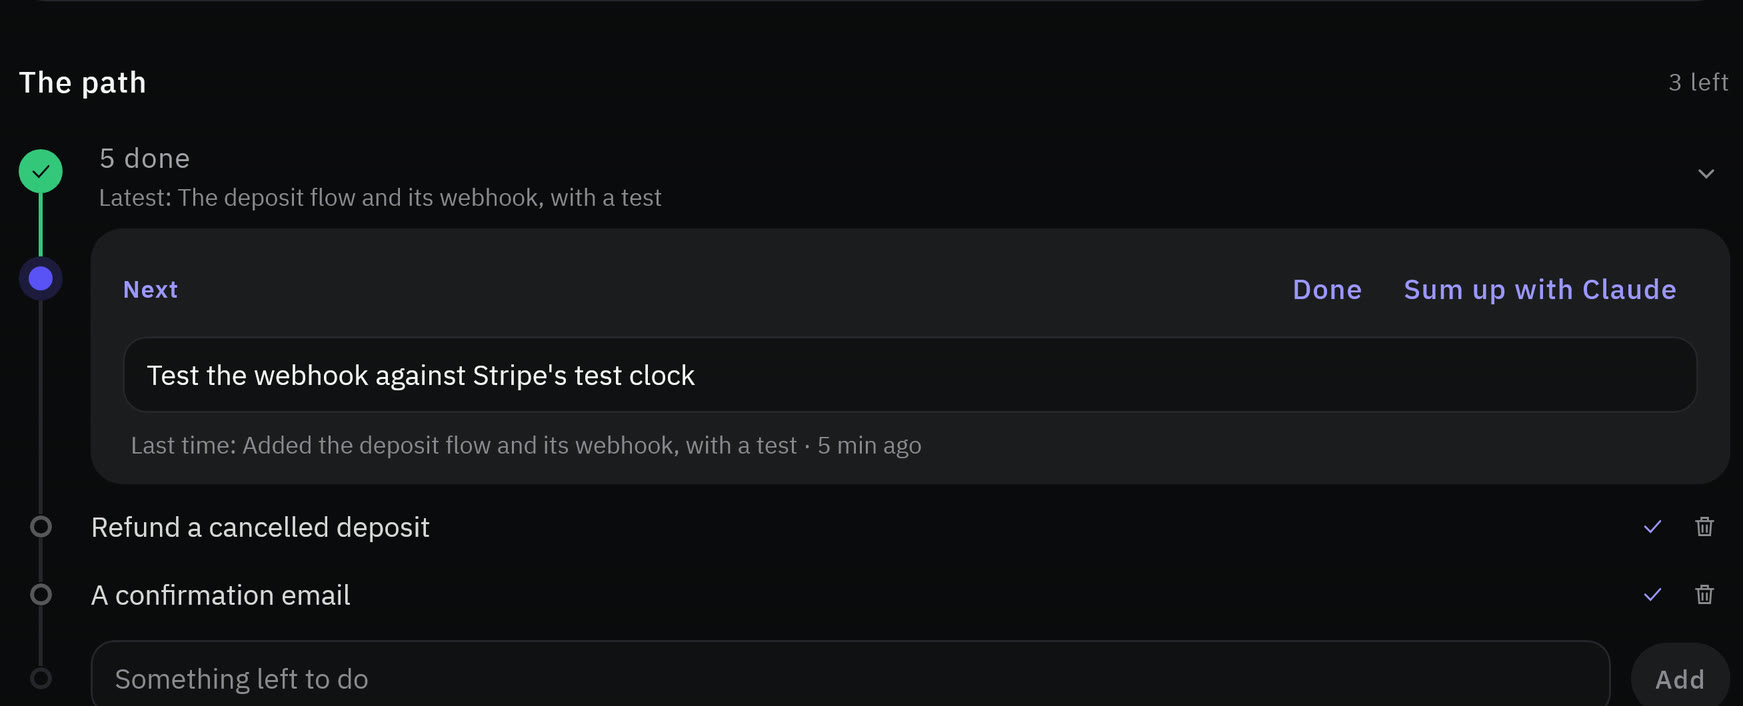 The path
3 left
5 done
Latest: The deposit flow and its webhook, with a test
Next
Done
Sum up with Claude
Test the webhook against Stripe's test clock
Last time: Added the deposit flow and its webhook, with a test · 5 min ago
Refund a cancelled deposit
A confirmation email
Something left to do
Add